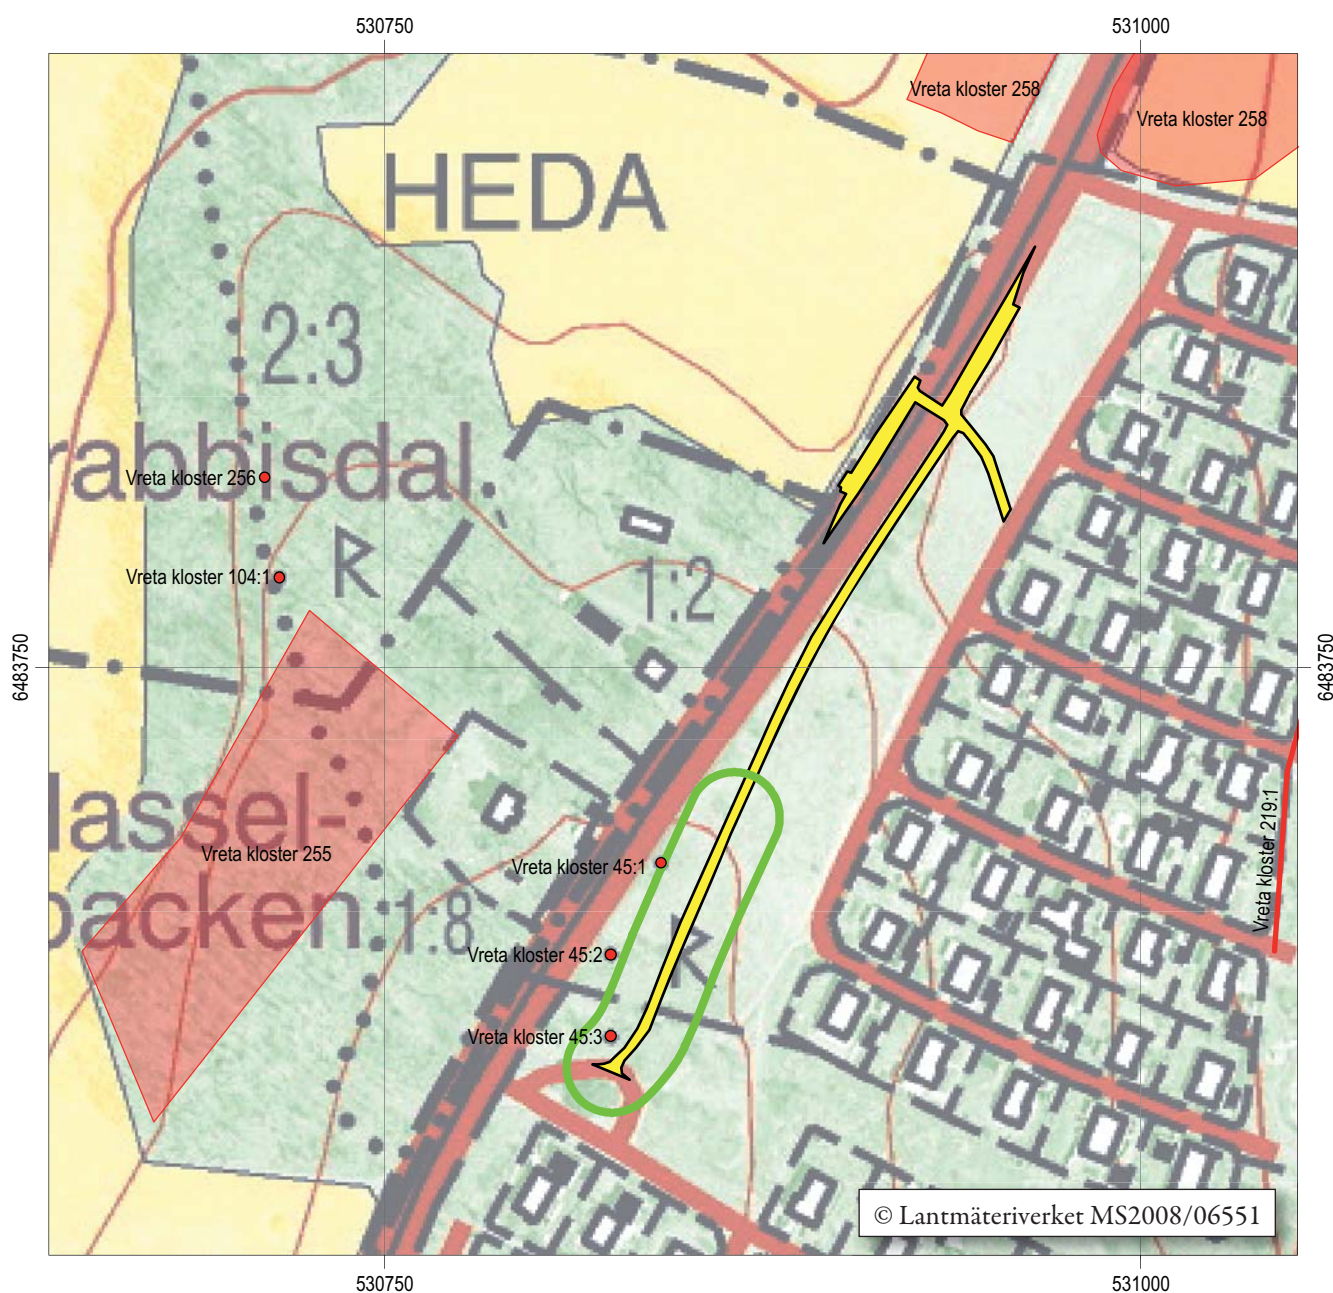 530750
531000
Vreta kloster 258
Vreta kloster 258
HEDA
2:3
rabbisdal
Vreta kloster 256
R
Vreta kloster 104:1
1:2
6483750
6483750
lassel-
Vreta kloster 219:1
Vreta kloster 255
Vreta kloster 45:1
backen
1:8
Vreta kloster 45:2
R
Vreta kloster 45:3
© Lantmäteriverket MS2008/06551
530750
531000